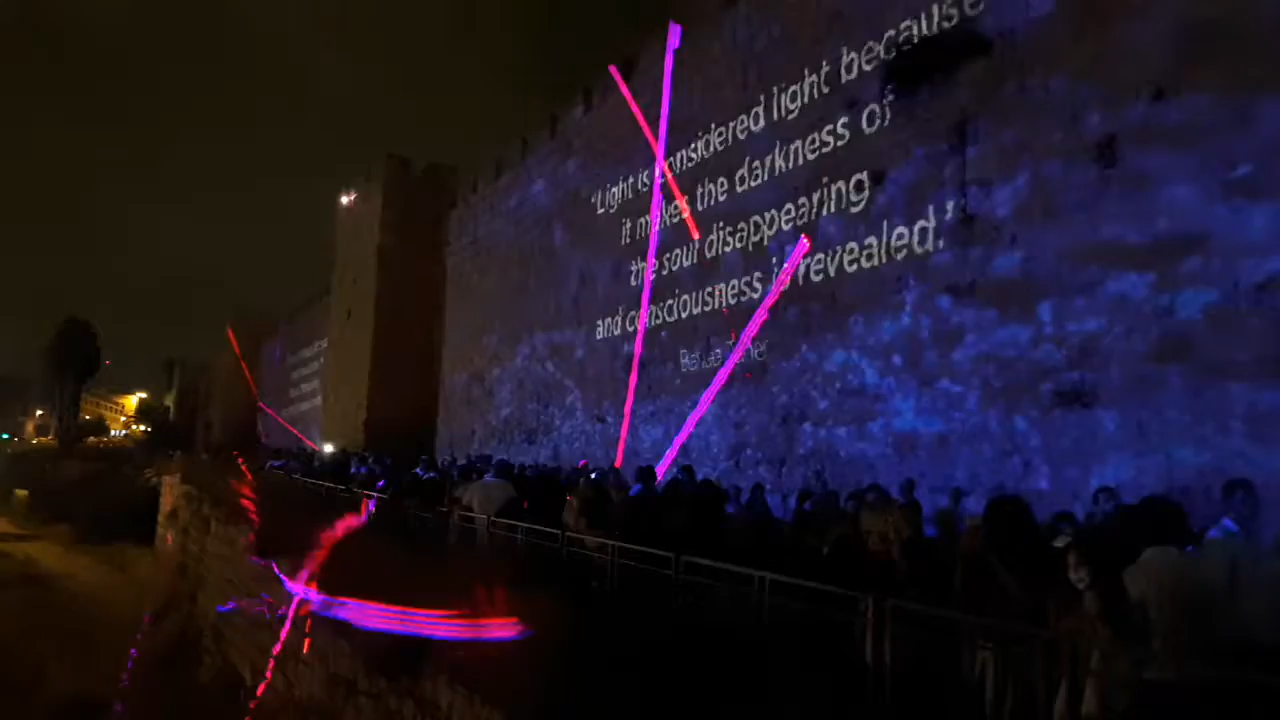 "Light is considered light because
it makes the darkness of
the soul disappearing
and consciousness is revealed."